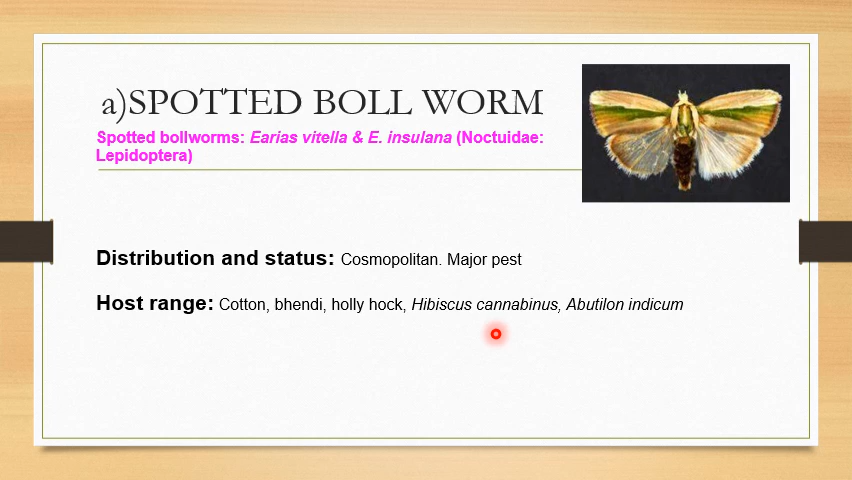 a)SPOTTED BOLL WORM
Spotted bollworms: Earias vitella & E. insulana (Noctuidae:
Lepidoptera)
Distribution and status: Cosmopolitan. Major pest
Host range: Cotton, bhendi, holly hock, Hibiscus cannabinus, Abutilon indicum